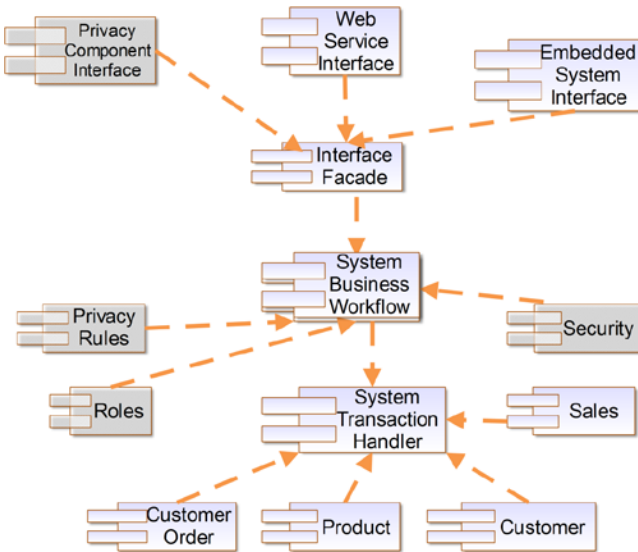 Privacy
Component
Interface
Web
Service
Interface
Embedded
System
Interface
Interface
Facade
System
Business
Workflow
Privacy
Rules
Security
Roles
System
Transaction
Handler
Sales
Customer
Order
Product
Customer